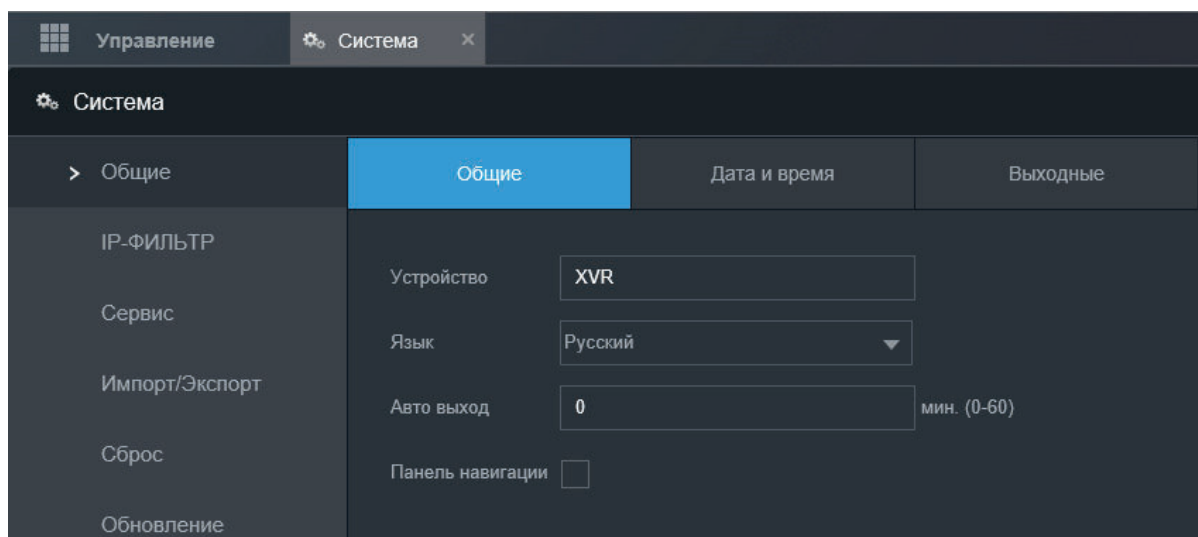 Управление
Система
Система
Общие
IP-ФИЛЬТР
Сервис
Импорт/Экспорт
Сброс
Обновление
Общие Дата и время Выходные
Устройство XVR
Язык Русский
Авто выход 0 мин. (0-60)
Панель навигации